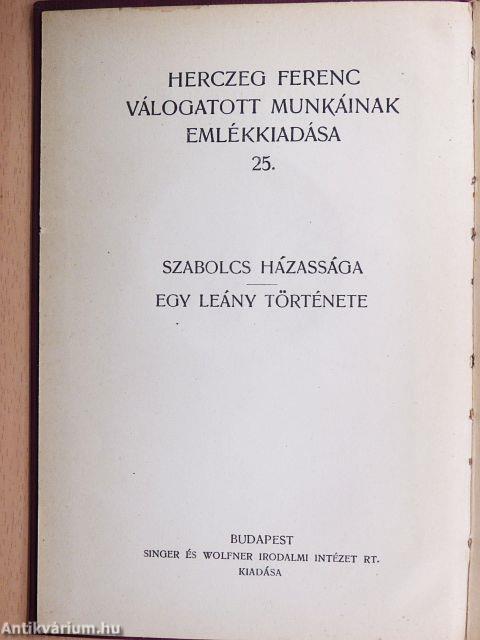 HERCZEG FERENC
VÁLOGATOTT MUNKÁINAK
EMLÉKKIADÁSA
25.
SZABOLCS HÁZASSÁGA
EGY LEÁNY TÖRTÉNETE
BUDAPEST
SINGER ÉS WOLFNER IRODALMI INTÉZET RT.
KIADÁSA
Antikvárium.hu